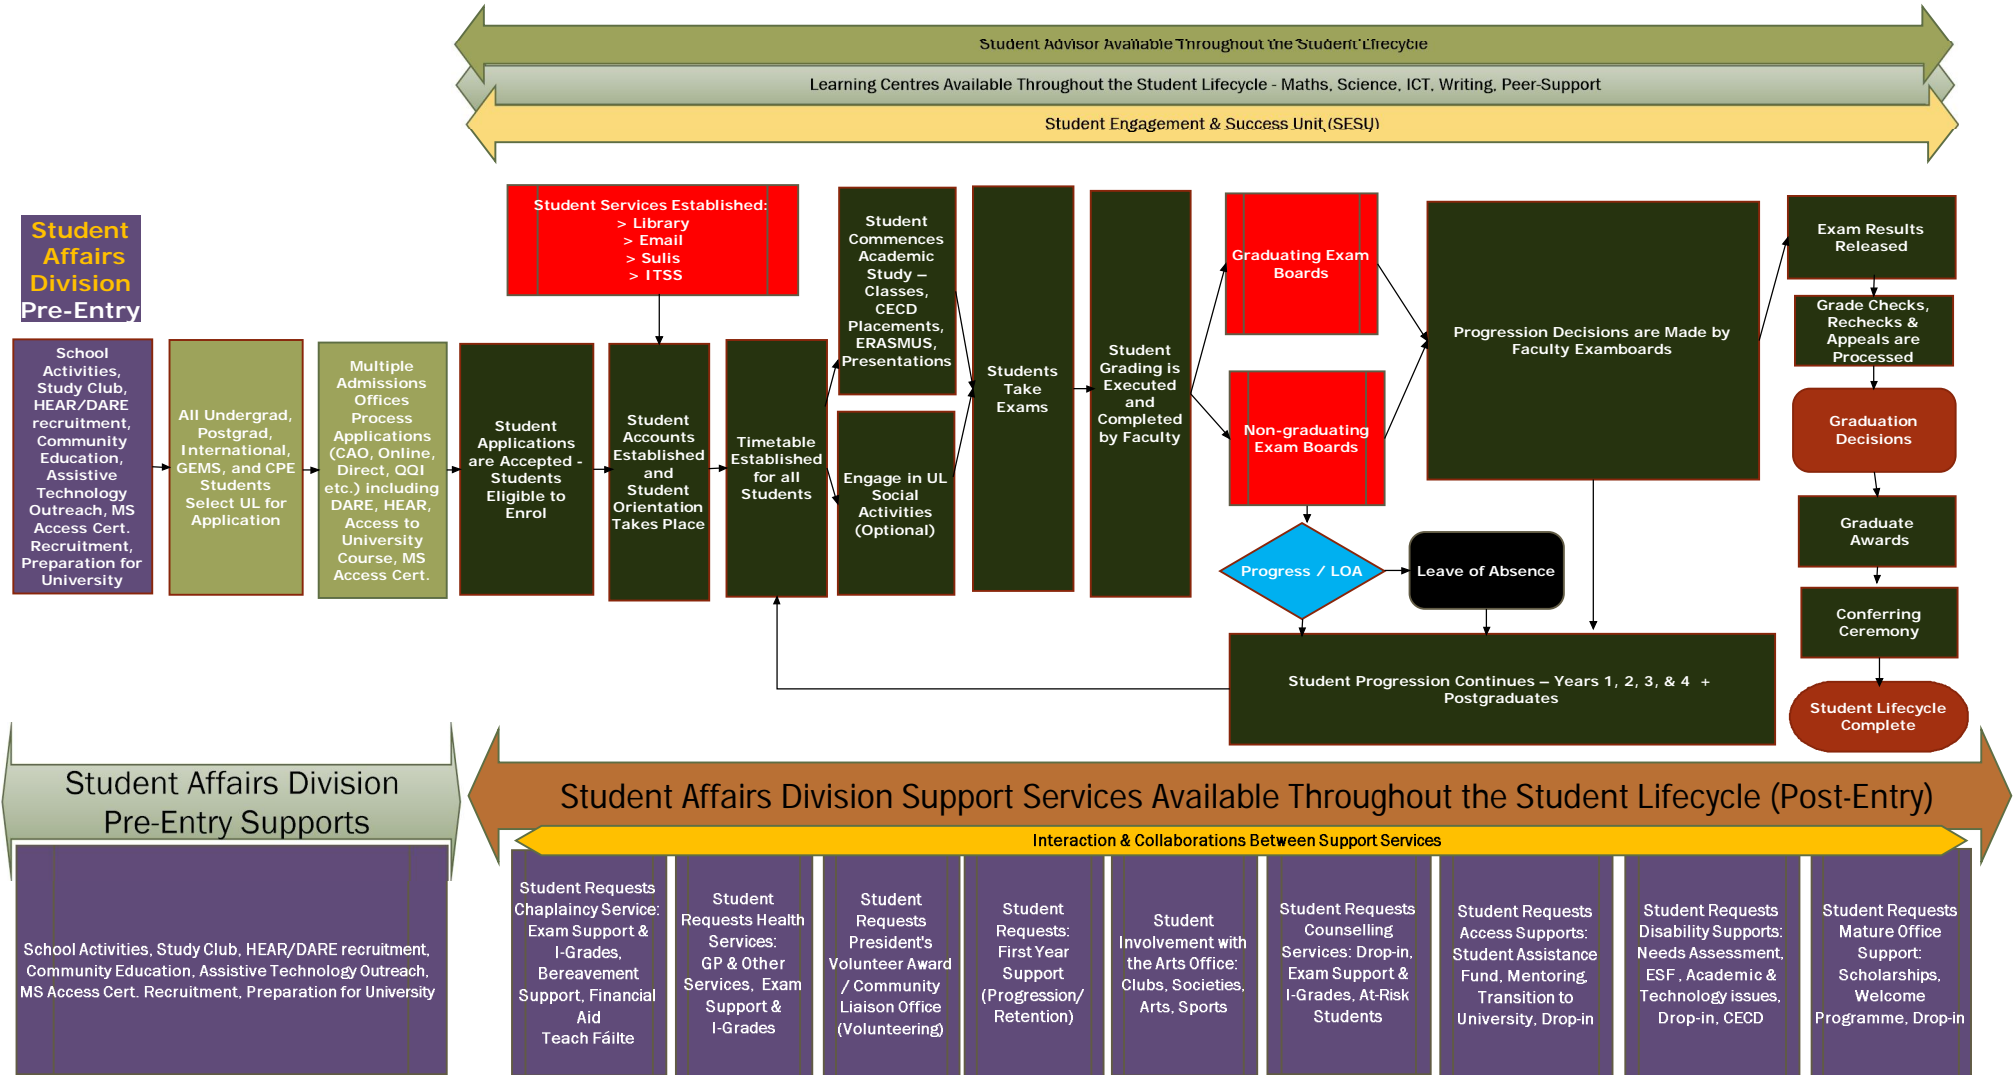 Student Advisor Available Throughout the Student Lifecycle
Learning Centres Available Throughout the Student Lifecycle - Maths, Science, ICT, Writing, Peer-Support
Student Engagement & Success Unit (SESU)
Student
Affairs
Division
Pre-Entry
School
Activities,
Study Club,
HEAR/DARE
recruitment,
Community
Education,
Assistive
Technology
Outreach, MS
Access Cert.
Recruitment,
Preparation for
University
All Undergrad,
Postgrad,
International,
GEMS, and CPE
Students
Select UL for
Application
Multiple
Admissions
Offices
Process
Applications
(CAO, Online,
Direct, QQI
etc.) including
DARE, HEAR,
Access to
University
Course, MS
Access Cert.
Student
Applications
are Accepted -
Students
Eligible to
Enrol
Student Services Established:
> Library
> Email
> Sulis
> ITSS
Student
Accounts
Established
and
Student
Orientation
Takes Place
Timetable
Established
for all
Students
Student
Commences
Academic
Study –
Classes,
CECD
Placements,
ERASMUS,
Presentations
Engage in UL
Social
Activities
(Optional)
Students
Take
Exams
Student
Grading is
Executed
and
Completed
by Faculty
Graduating Exam
Boards
Non-graduating
Exam Boards
Progress / LOA
Leave of Absence
Progression Decisions are Made by
Faculty Examboards
Student Progression Continues – Years 1, 2, 3, & 4 +
Postgraduates
Exam Results
Released
Grade Checks,
Rechecks &
Appeals are
Processed
Graduation
Decisions
Graduate
Awards
Conferring
Ceremony
Student Lifecycle
Complete
Student Affairs Division
Pre-Entry Supports
School Activities, Study Club, HEAR/DARE recruitment,
Community Education, Assistive Technology Outreach,
MS Access Cert. Recruitment, Preparation for University
Student Affairs Division Support Services Available Throughout the Student Lifecycle (Post-Entry)
Interaction & Collaborations Between Support Services
Student Requests
Chaplaincy Service:
Exam Support &
I-Grades,
Bereavement
Support, Financial
Aid
Teach Fáilte
Student
Requests Health
Services:
GP & Other
Services, Exam
Support &
I-Grades
Student
Requests
President's
Volunteer Award
/ Community
Liaison Office
(Volunteering)
Student
Requests:
First Year
Support
(Progression/
Retention)
Student
Involvement with
the Arts Office:
Clubs, Societies,
Arts, Sports
Student Requests
Counselling
Services: Drop-in,
Exam Support &
I-Grades, At-Risk
Students
Student Requests
Access Supports:
Student Assistance
Fund, Mentoring,
Transition to
University, Drop-in
Student Requests
Disability Supports:
Needs Assessment,
ESF, Academic &
Technology issues,
Drop-in, CECD
Student Requests
Mature Office
Support:
Scholarships,
Welcome
Programme, Drop-in